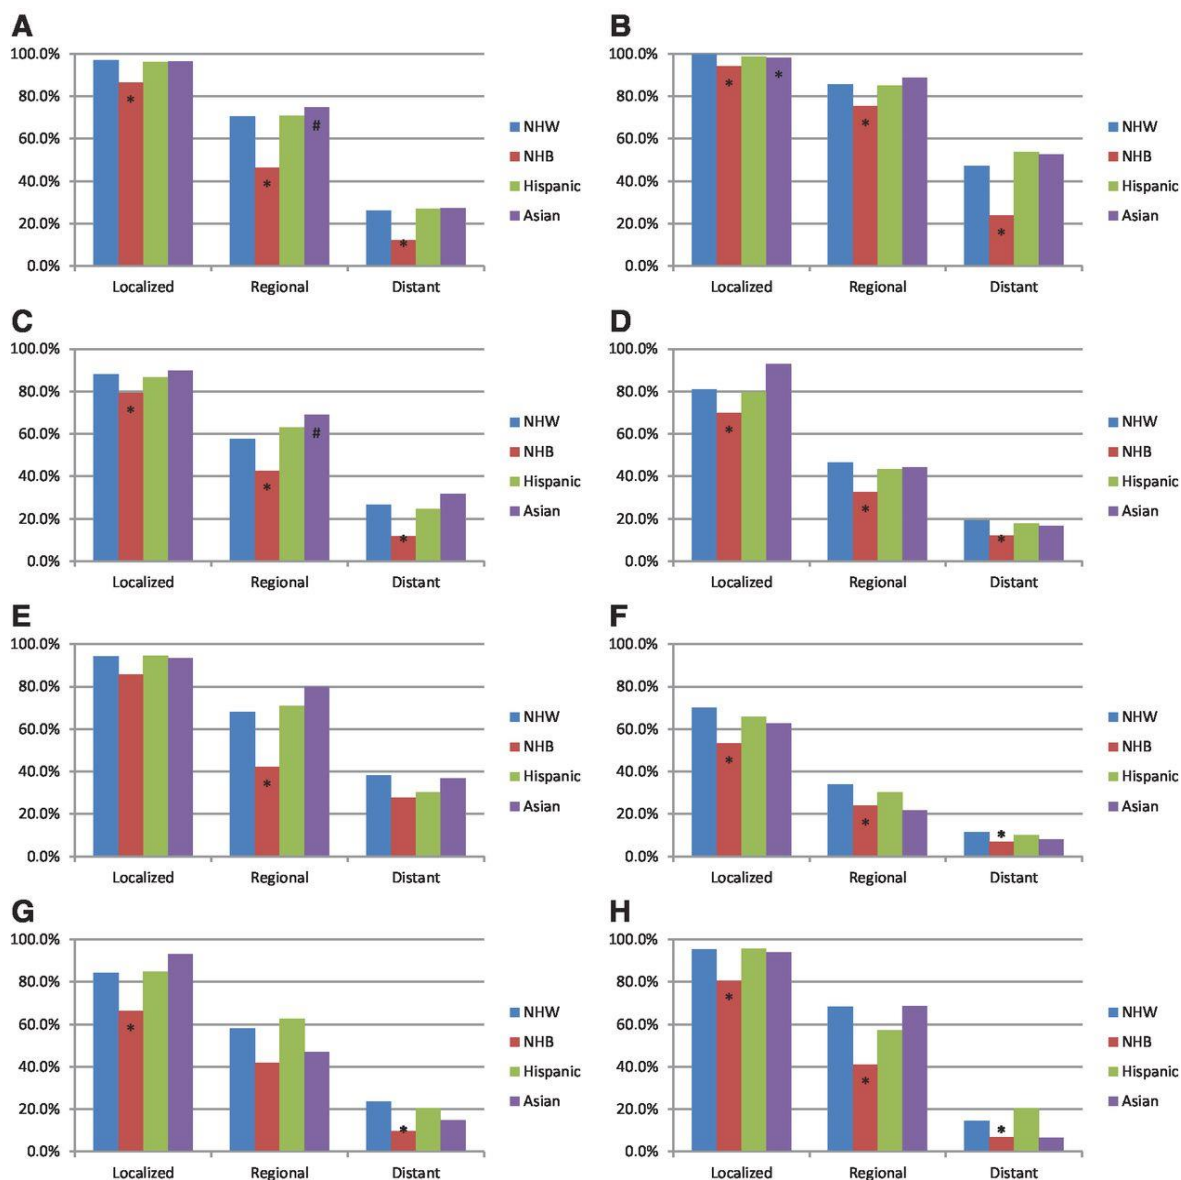 A
100.0%
80.0%
60.0%
40.0%
20.0%
0.0%
*
*
#
*
Localized
Regional
Distant
NHW
NHB
Hispanic
Asian
B
100.0%
80.0%
60.0%
40.0%
20.0%
0.0%
*
*
*
*
Localized
Regional
Distant
NHW
NHB
Hispanic
Asian
C
100.0%
80.0%
60.0%
40.0%
20.0%
0.0%
*
*
#
*
Localized
Regional
Distant
NHW
NHB
Hispanic
Asian
D
100.0%
80.0%
60.0%
40.0%
20.0%
0.0%
*
*
*
Localized
Regional
Distant
NHW
NHB
Hispanic
Asian
E
100.0%
80.0%
60.0%
40.0%
20.0%
0.0%
*
Localized
Regional
Distant
NHW
NHB
Hispanic
Asian
F
100.0%
80.0%
60.0%
40.0%
20.0%
0.0%
*
*
*
Localized
Regional
Distant
NHW
NHB
Hispanic
Asian
G
100.0%
80.0%
60.0%
40.0%
20.0%
0.0%
*
*
Localized
Regional
Distant
NHW
NHB
Hispanic
Asian
H
100.0%
80.0%
60.0%
40.0%
20.0%
0.0%
*
*
*
Localized
Regional
Distant
NHW
NHB
Hispanic
Asian